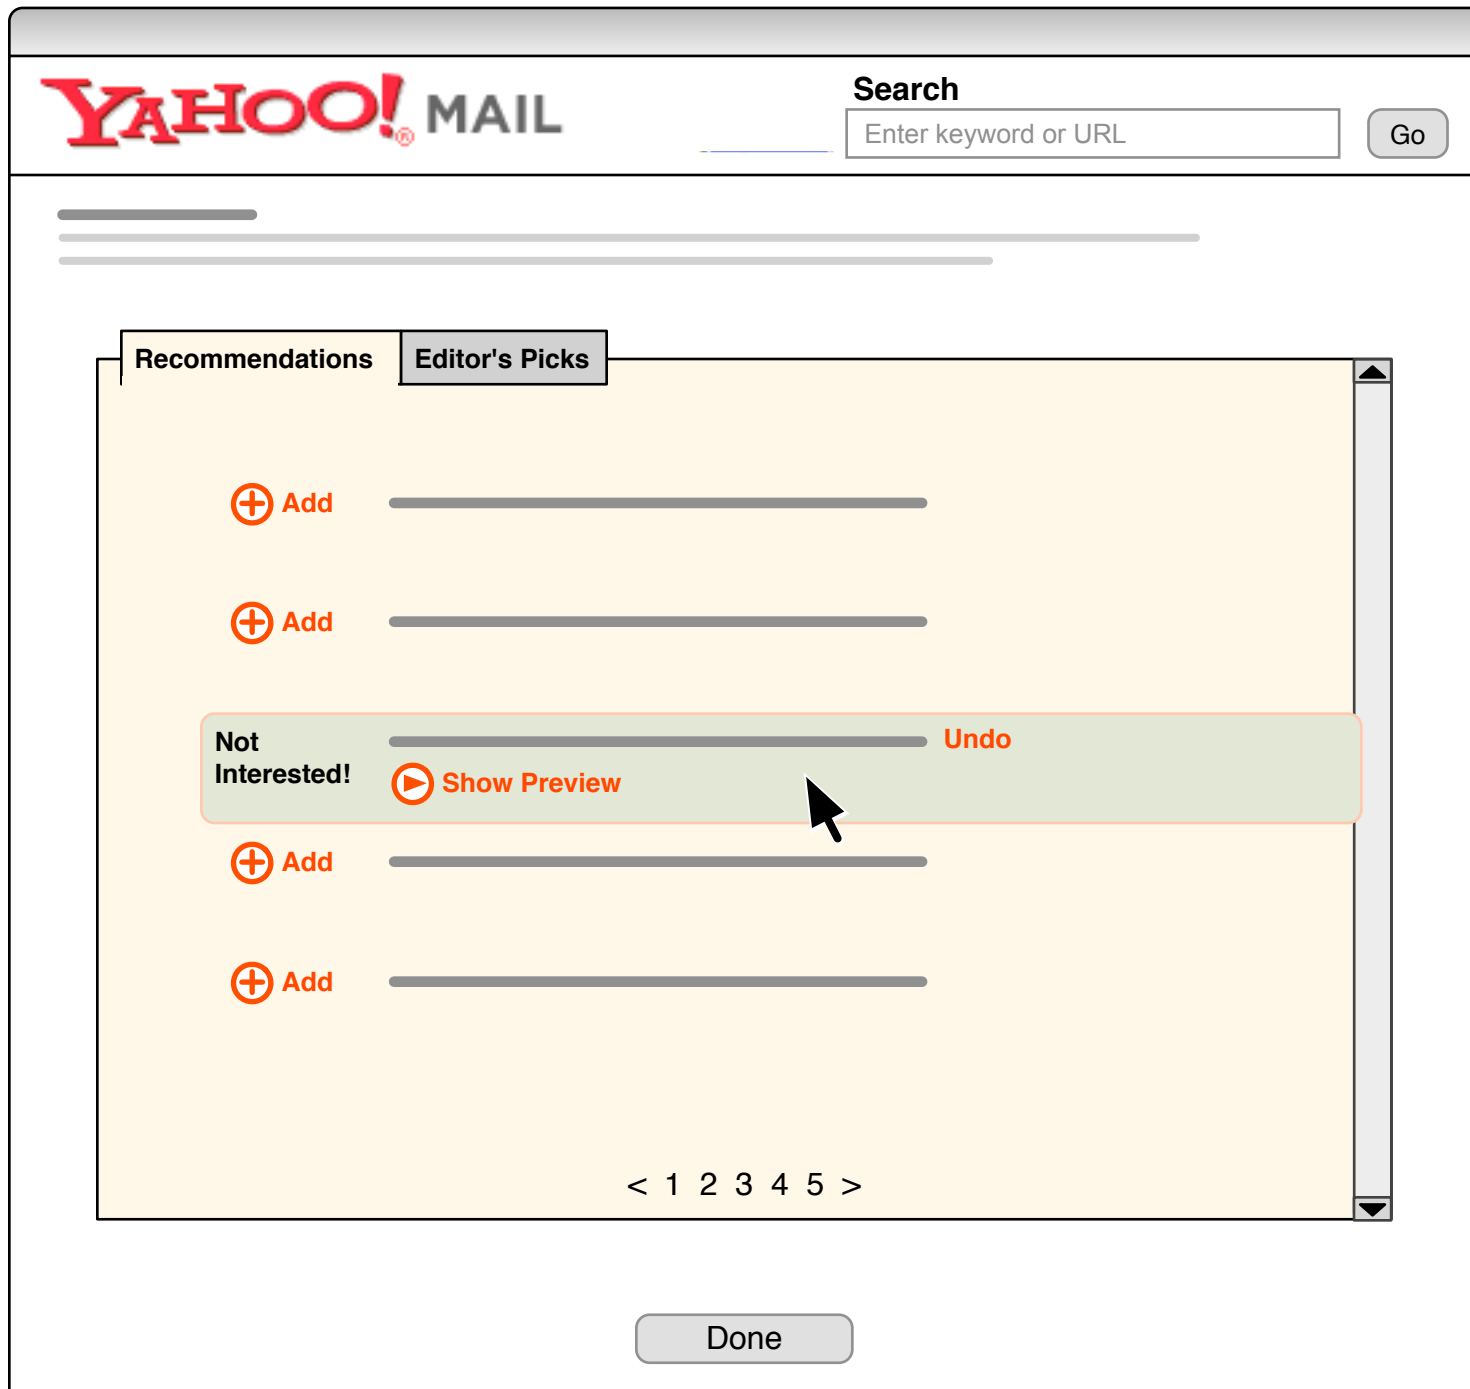 YAHOO!® MAIL
Search
Enter keyword or URL
Go
Recommendations
Editor's Picks
Add
Add
Not
Interested!
Undo
Show Preview
Add
Add
< 1 2 3 4 5 >
Done